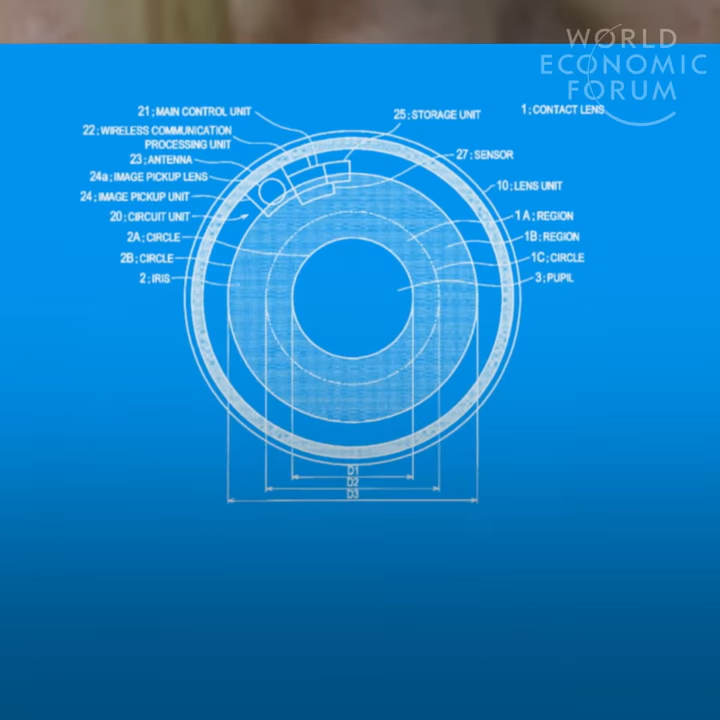 WORLD
ECONOMIC
FORUM
21; MAIN CONTROL UNIT
25; STORAGE UNIT
1; CONTACT LENS
22; WIRELESS COMMUNICATION
PROCESSING UNIT
23; ANTENNA
27; SENSOR
24a; IMAGE PICKUP LENS
10; LENS UNIT
24; IMAGE PICKUP UNIT
20; CIRCUIT UNIT
1A; REGION
2A; CIRCLE
1B; REGION
2B; CIRCLE
1C; CIRCLE
2; IRIS
3; PUPIL
D1
D2
D3